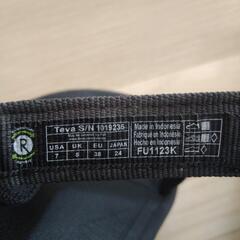 Teva S/N 1019235
USA UK EU JAPAN
7 5 38 24
Made in Indonesia
Fabriqué en Indonésie
Hecho en Indonesia
FU1123K
R